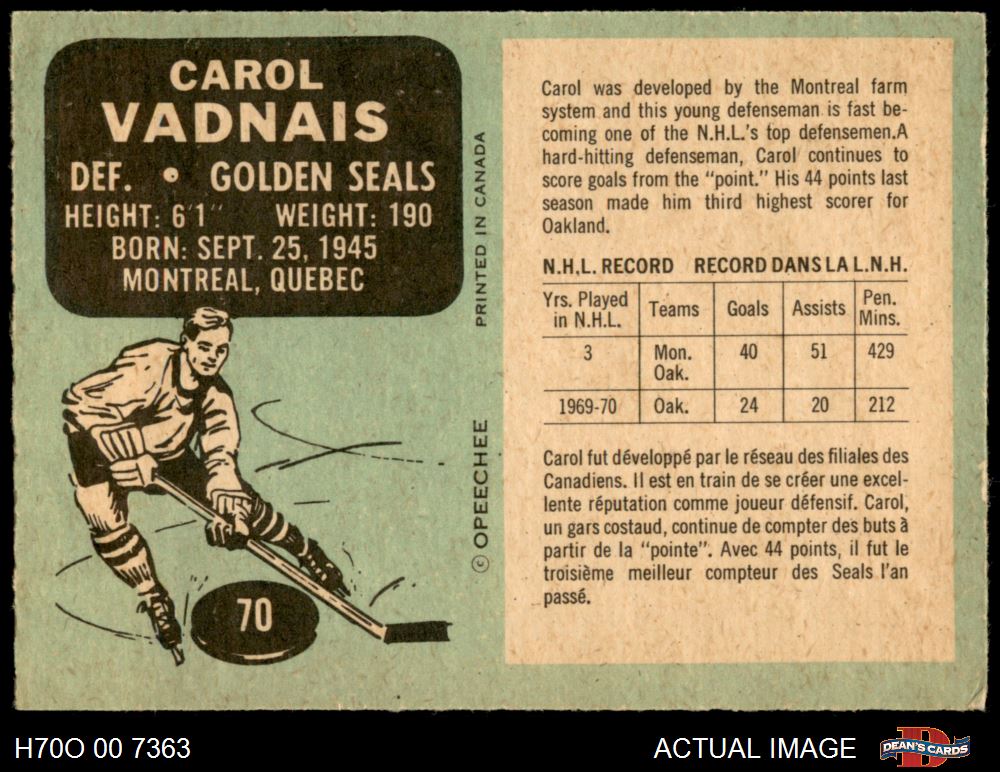 CAROL
VADNAIS
DEF. • GOLDEN SEALS
HEIGHT: 6'1" WEIGHT: 190
BORN: SEPT. 25, 1945
MONTREAL, QUEBEC
70
© OPEECHEE PRINTED IN CANADA
Carol was developed by the Montreal farm
system and this young defenseman is fast be-
coming one of the N.H.L.'s top defensemen.A
hard-hitting defenseman, Carol continues to
score goals from the "point." His 44 points last
season made him third highest scorer for
Oakland.
N.H.L. RECORD RECORD DANS LA L.N.H.
Yrs. Played in N.H.L. Teams Goals Assists Pen. Mins.
3 Mon. Oak. 40 51 429
1969-70 Oak. 24 20 212
Carol fut développé par le réseau des filiales des
Canadiens. Il est en train de se créer une excel-
lente réputation comme joueur défensif. Carol,
un gars costaud, continue de compter des buts à
partir de la "pointe". Avec 44 points, il fut le
troisième meilleur compteur des Seals l'an
passé.
H70O 00 7363
ACTUAL IMAGE
D
DEAN'S CARDS